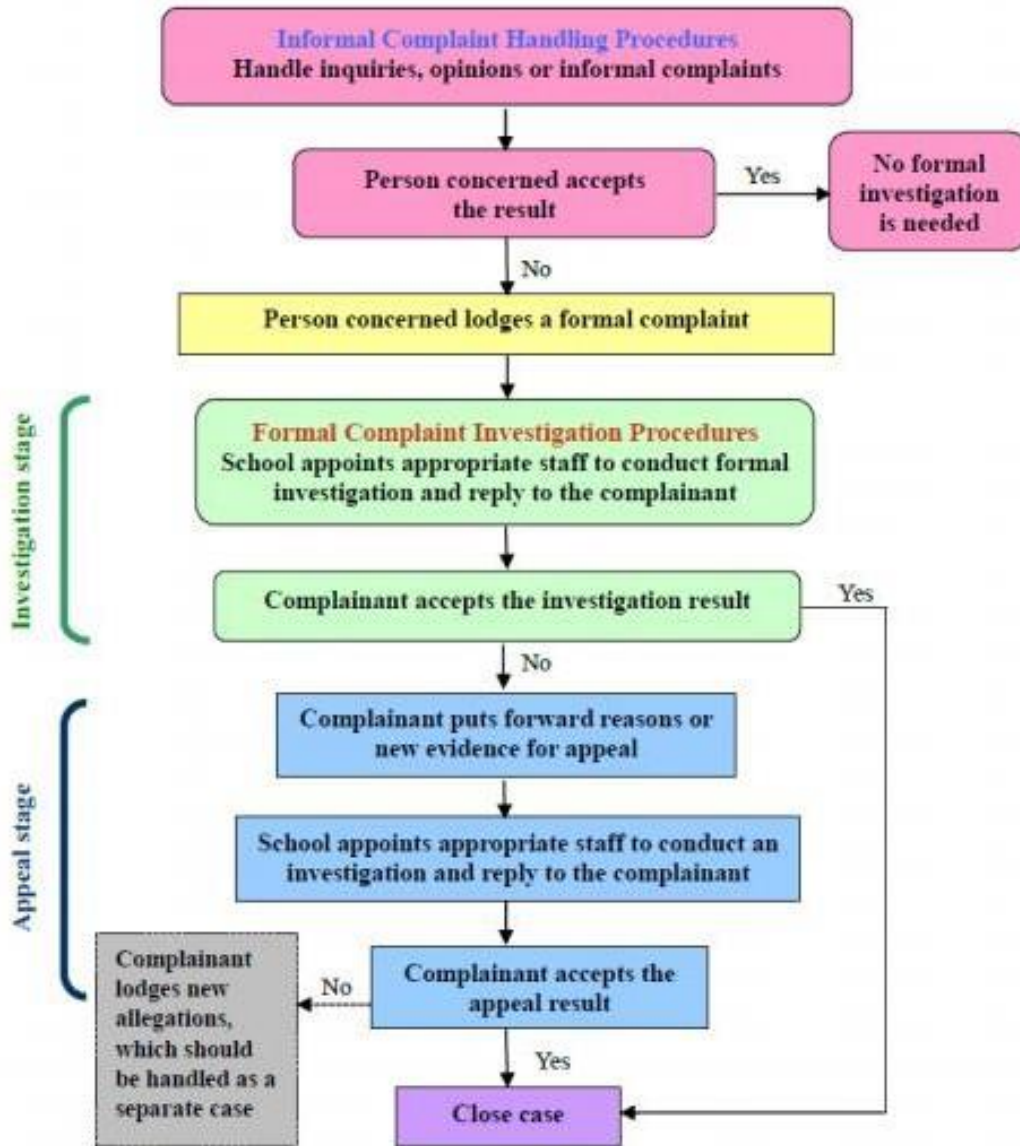 Informal Complaint Handling Procedures
Handle inquiries, opinions or informal complaints
Person concerned accepts
the result
Yes
No formal
investigation
is needed
No
Person concerned lodges a formal complaint
Investigation stage
Formal Complaint Investigation Procedures
School appoints appropriate staff to conduct formal
investigation and reply to the complainant
Complainant accepts the investigation result
Yes
No
Appeal stage
Complainant puts forward reasons or
new evidence for appeal
School appoints appropriate staff to conduct an
investigation and reply to the complainant
Complainant accepts the
appeal result
No
Complainant
lodges new
allegations,
which should
be handled as a
separate case
Yes
Close case